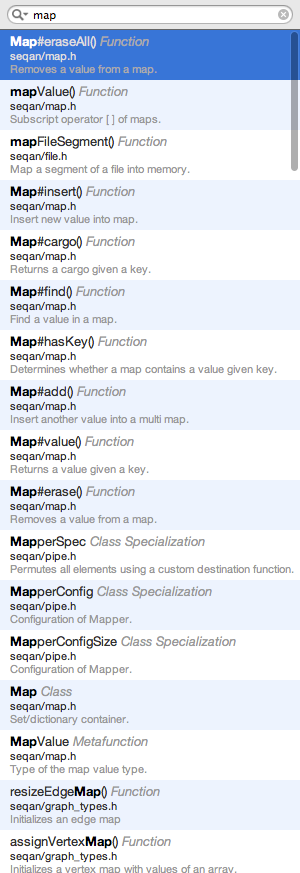 map
Map#eraseAll() Function
seqan/map.h
Removes a value from a map.
mapValue() Function
seqan/map.h
Subscript operator [ ] of maps.
mapFileSegment() Function
seqan/file.h
Map a segment of a file into memory.
Map#insert() Function
seqan/map.h
Insert new value into map.
Map#cargo() Function
seqan/map.h
Returns a cargo given a key.
Map#find() Function
seqan/map.h
Find a value in a map.
Map#hasKey() Function
seqan/map.h
Determines whether a map contains a value given key.
Map#add() Function
seqan/map.h
Insert another value into a multi map.
Map#value() Function
seqan/map.h
Returns a value given a key.
Map#erase() Function
seqan/map.h
Removes a value from a map.
MapperSpec Class Specialization
seqan/pipe.h
Permutes all elements using a custom destination function.
MapperConfig Class Specialization
seqan/pipe.h
Configuration of Mapper.
MapperConfigSize Class Specialization
seqan/pipe.h
Configuration of Mapper.
Map Class
seqan/map.h
Set/dictionary container.
MapValue Metafunction
seqan/map.h
Type of the map value type.
resizeEdgeMap() Function
seqan/graph_types.h
Initializes an edge map
assignVertexMap() Function
seqan/graph_types.h
Initializes a vertex map with values of an array.